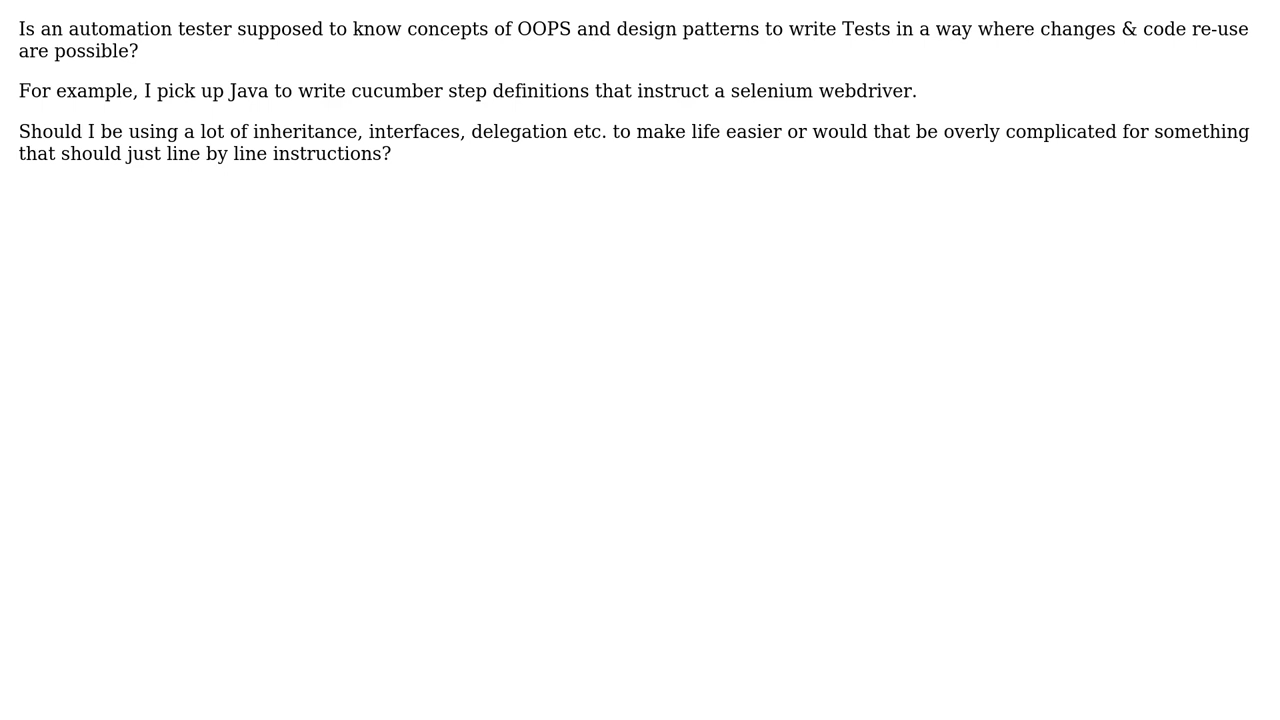 Is an automation tester supposed to know concepts of OOPS and design patterns to write Tests in a way where changes & code re-use
are possible?
For example, I pick up Java to write cucumber step definitions that instruct a selenium webdriver.
Should I be using a lot of inheritance, interfaces, delegation etc. to make life easier or would that be overly complicated for something
that should just line by line instructions?